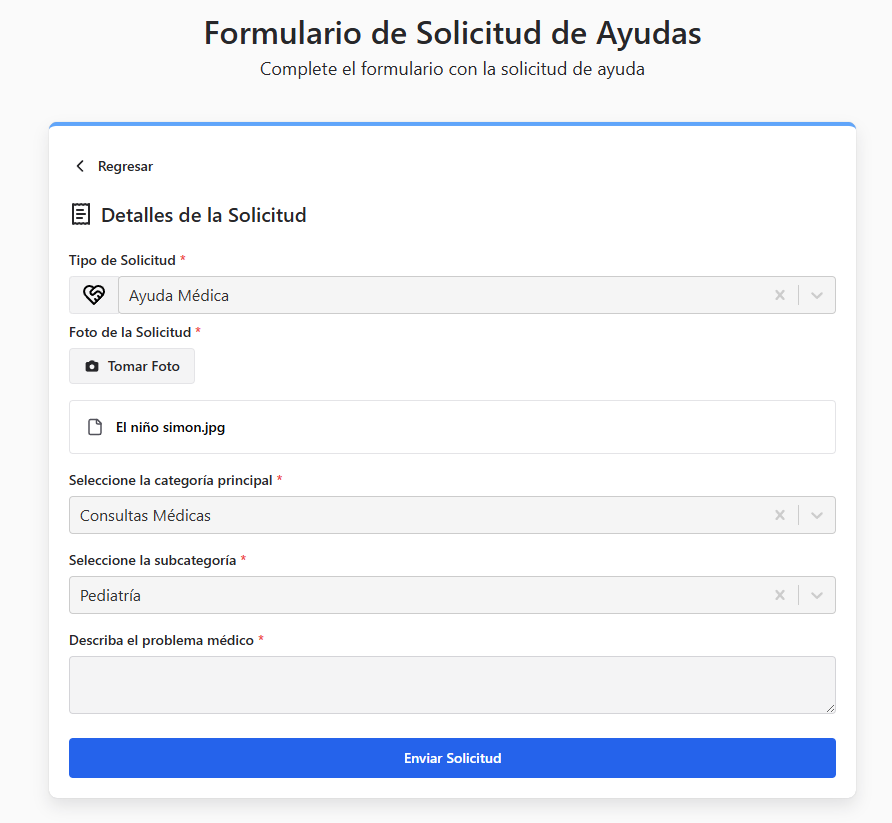 Formulario de Solicitud de Ayudas
Complete el formulario con la solicitud de ayuda
Regresar
Detalles de la Solicitud
Tipo de Solicitud *
Ayuda Médica
Foto de la Solicitud *
Tomar Foto
El niño simon.jpg
Seleccione la categoría principal *
Consultas Médicas
Seleccione la subcategoría *
Pediatría
Describa el problema médico *
Enviar Solicitud